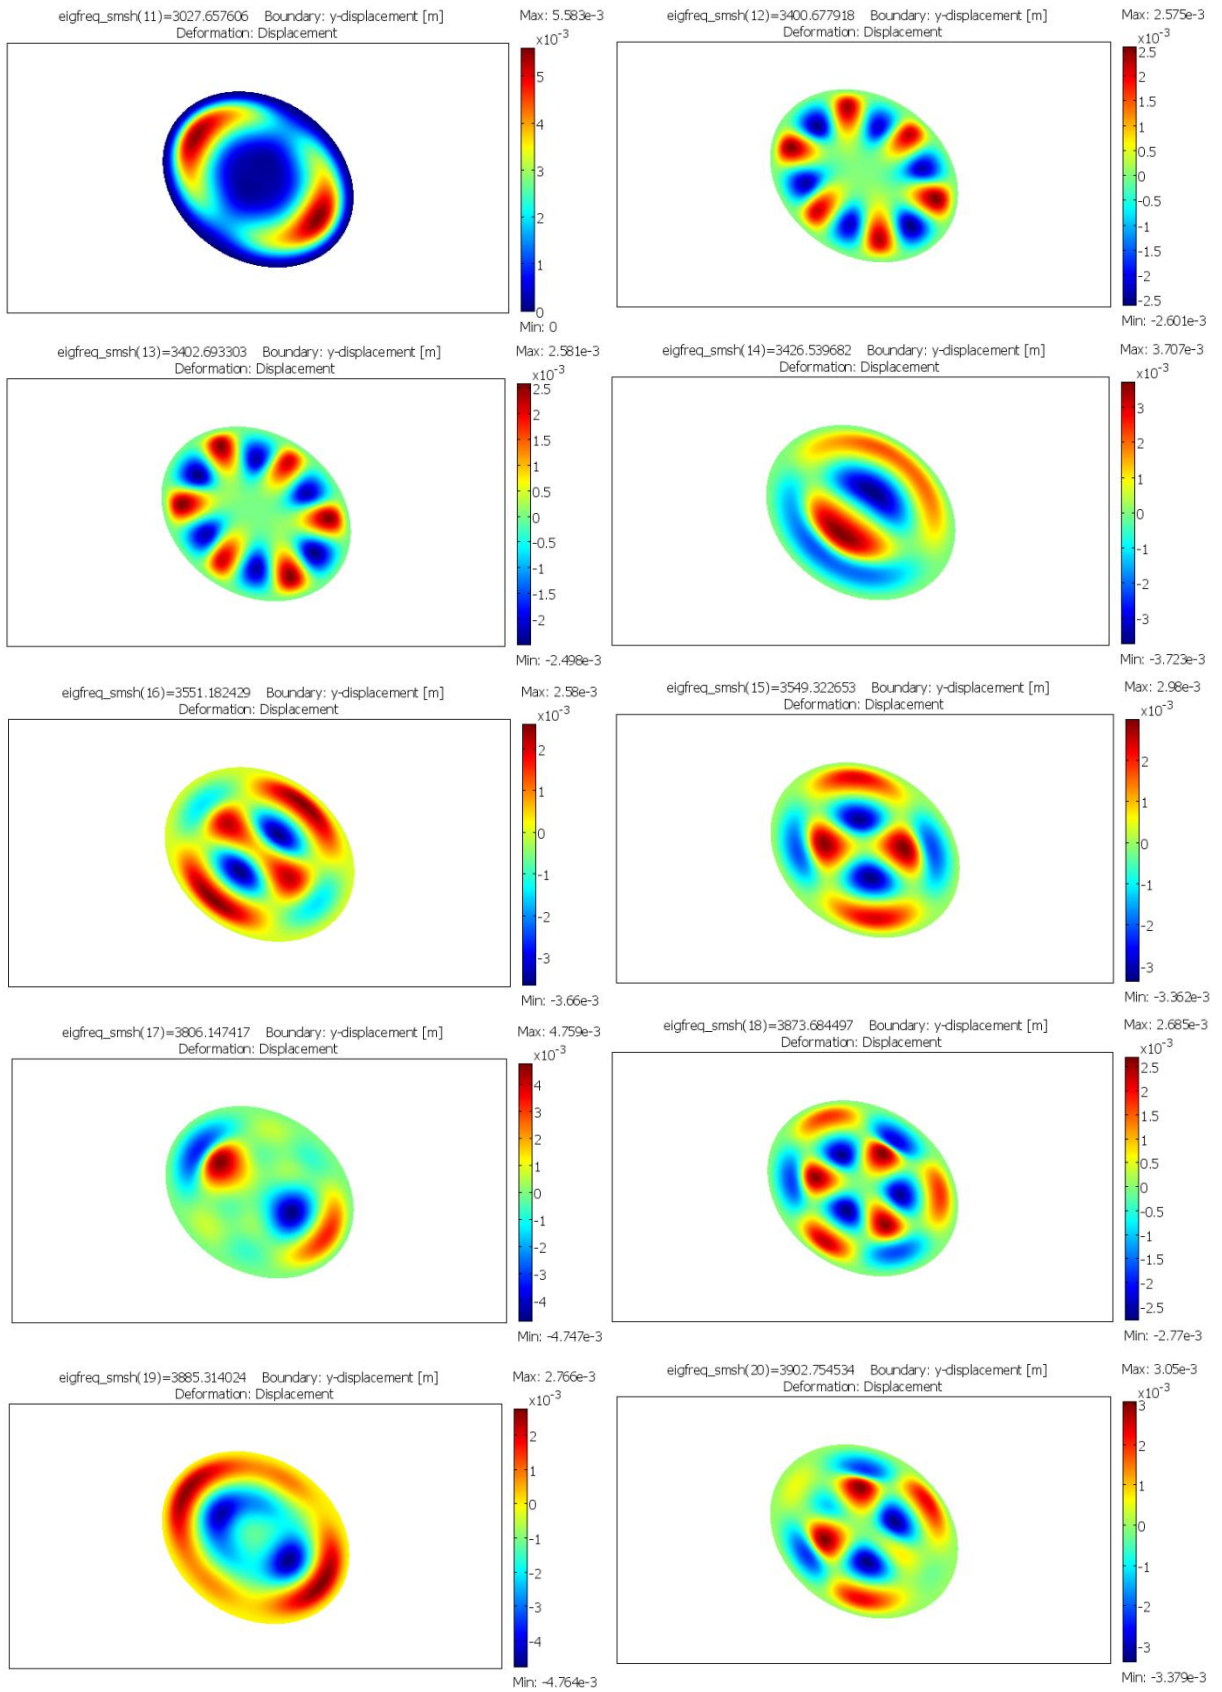 eigfreq_smsh(11)=3027.657606 Boundary: y-displacement [m] Max: 5.583e-3
Deformation: Displacement
x10-3
5
4
3
2
1
0
Min: 0
eigfreq_smsh(12)=3400.677918 Boundary: y-displacement [m] Max: 2.575e-3
Deformation: Displacement
x10-3
2.5
2
1.5
1
0.5
0
-0.5
-1
-1.5
-2
-2.5
Min: -2.601e-3
eigfreq_smsh(13)=3402.693303 Boundary: y-displacement [m] Max: 2.581e-3
Deformation: Displacement
x10-3
2.5
2
1.5
1
0.5
0
-0.5
-1
-1.5
-2
Min: -2.498e-3
eigfreq_smsh(14)=3426.539682 Boundary: y-displacement [m] Max: 3.707e-3
Deformation: Displacement
x10-3
3
2
1
0
-1
-2
-3
Min: -3.723e-3
eigfreq_smsh(16)=3551.182429 Boundary: y-displacement [m] Max: 2.58e-3
Deformation: Displacement
x10-3
2
1
0
-1
-2
-3
Min: -3.66e-3
eigfreq_smsh(15)=3549.322653 Boundary: y-displacement [m] Max: 2.98e-3
Deformation: Displacement
x10-3
2
1
0
-1
-2
-3
Min: -3.362e-3
eigfreq_smsh(17)=3806.147417 Boundary: y-displacement [m] Max: 4.759e-3
Deformation: Displacement
x10-3
4
3
2
1
0
-1
-2
-3
-4
Min: -4.747e-3
eigfreq_smsh(18)=3873.684497 Boundary: y-displacement [m] Max: 2.685e-3
Deformation: Displacement
x10-3
2.5
2
1.5
1
0.5
0
-0.5
-1
-1.5
-2
-2.5
Min: -2.77e-3
eigfreq_smsh(19)=3885.314024 Boundary: y-displacement [m] Max: 2.766e-3
Deformation: Displacement
x10-3
2
1
0
-1
-2
-3
-4
Min: -4.764e-3
eigfreq_smsh(20)=3902.754534 Boundary: y-displacement [m] Max: 3.05e-3
Deformation: Displacement
x10-3
3
2
1
0
-1
-2
-3
Min: -3.379e-3